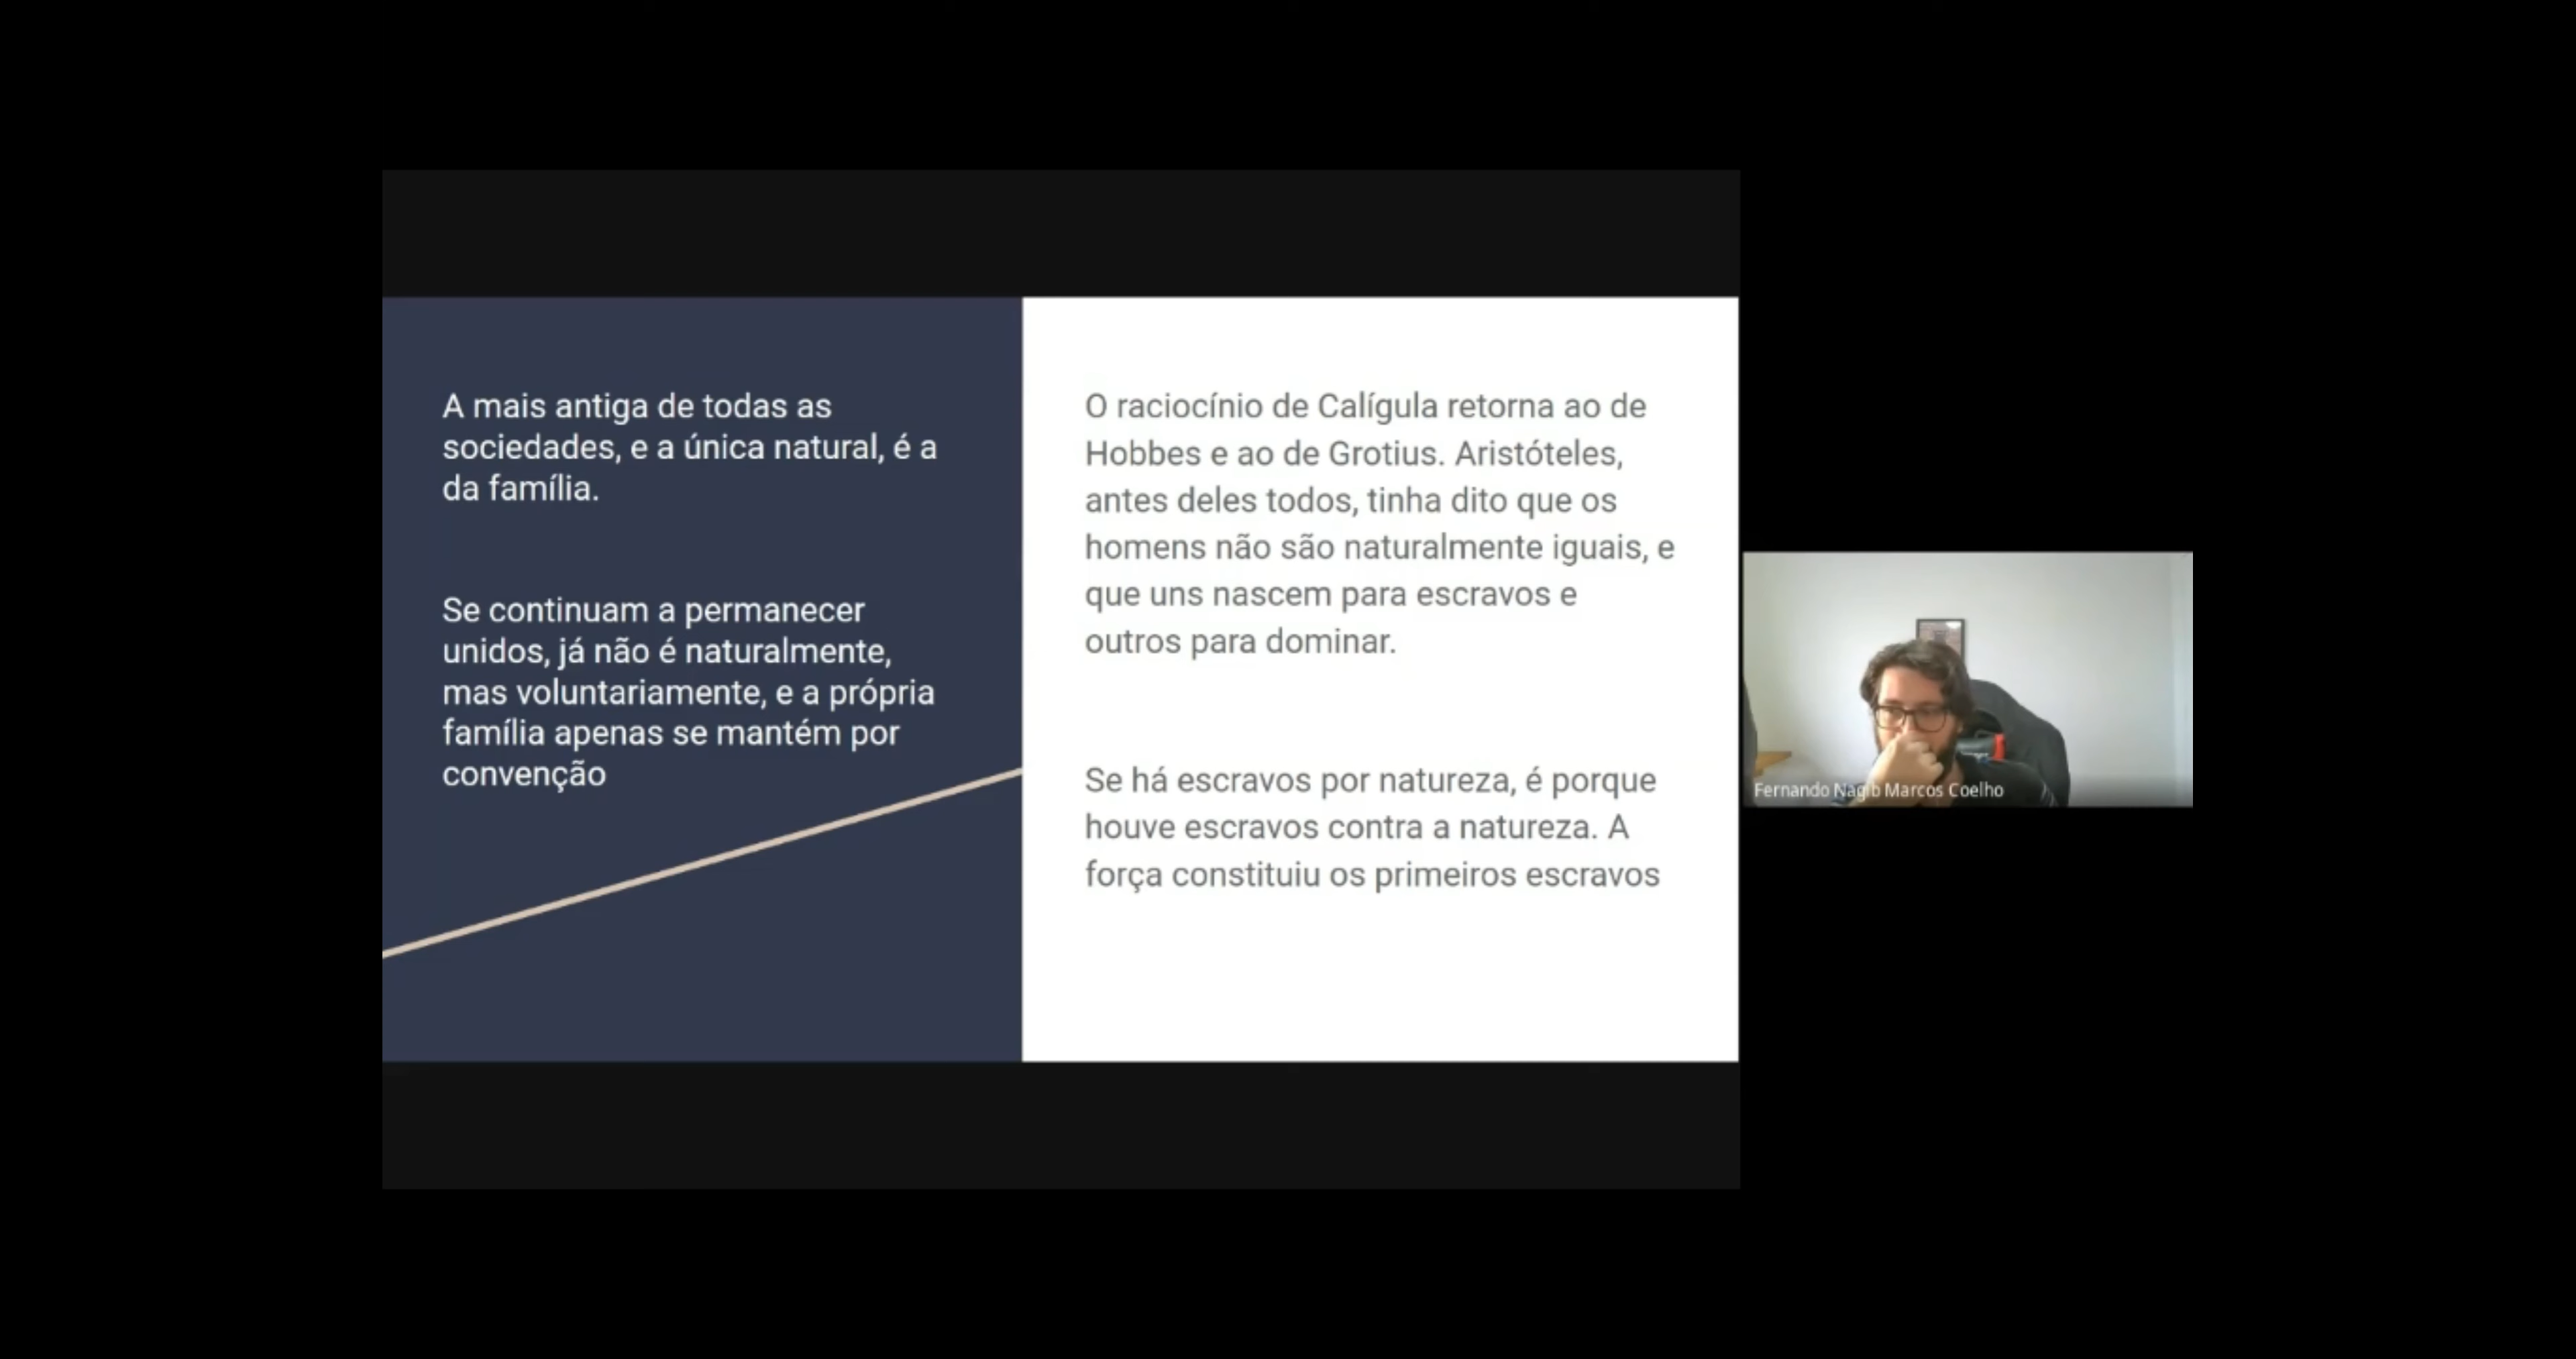 A mais antiga de todas as
sociedades, e a única natural, é a
da família.
Se continuam a permanecer
unidos, já não é naturalmente,
mas voluntariamente, e a própria
família apenas se mantém por
convenção
O raciocínio de Calígula retorna ao de
Hobbes e ao de Grotius. Aristóteles,
antes deles todos, tinha dito que os
homens não são naturalmente iguais, e
que uns nascem para escravos e
outros para dominar.
Se há escravos por natureza, é porque
houve escravos contra a natureza. A
força constituiu os primeiros escravos
Fernando Nagib Marcos Coelho